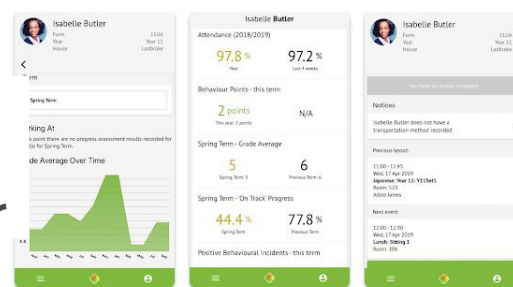 Isabelle Butler
Form 11Uk
Year Year 11
House Ladbroke
Spring Term
rking At
s point there are no progress assessment results recorded for
for Spring Term.
de Average Over Time
Isabelle Butler
Attendance (2018/2019)
97.8 % 97.2 %
Year Last 4 weeks
Behaviour Points - this term
2 points N/A
This year: 2 points
Spring Term - Grade Average
5 6
Spring Term: 5 Previous Term: 6
Spring Term - 'On Track' Progress
44.4 % 77.8 %
Spring Term Previous Term
Positive Behavioural Incidents - this term
Isabelle Butler
Form
Year Year 11
House Ladbroke
You have no unread messages
Notices
Isabelle Butler does not have a
transportation method recorded
Previous lesson
11:00 - 11:45
Wed, 17 Apr 2019
Japanese: Year 11: Y11Set1
Room: 523
Adele James
Next event
12:00 - 12:30
Wed, 17 Apr 2019
Lunch: Sitting 1
Room: 106